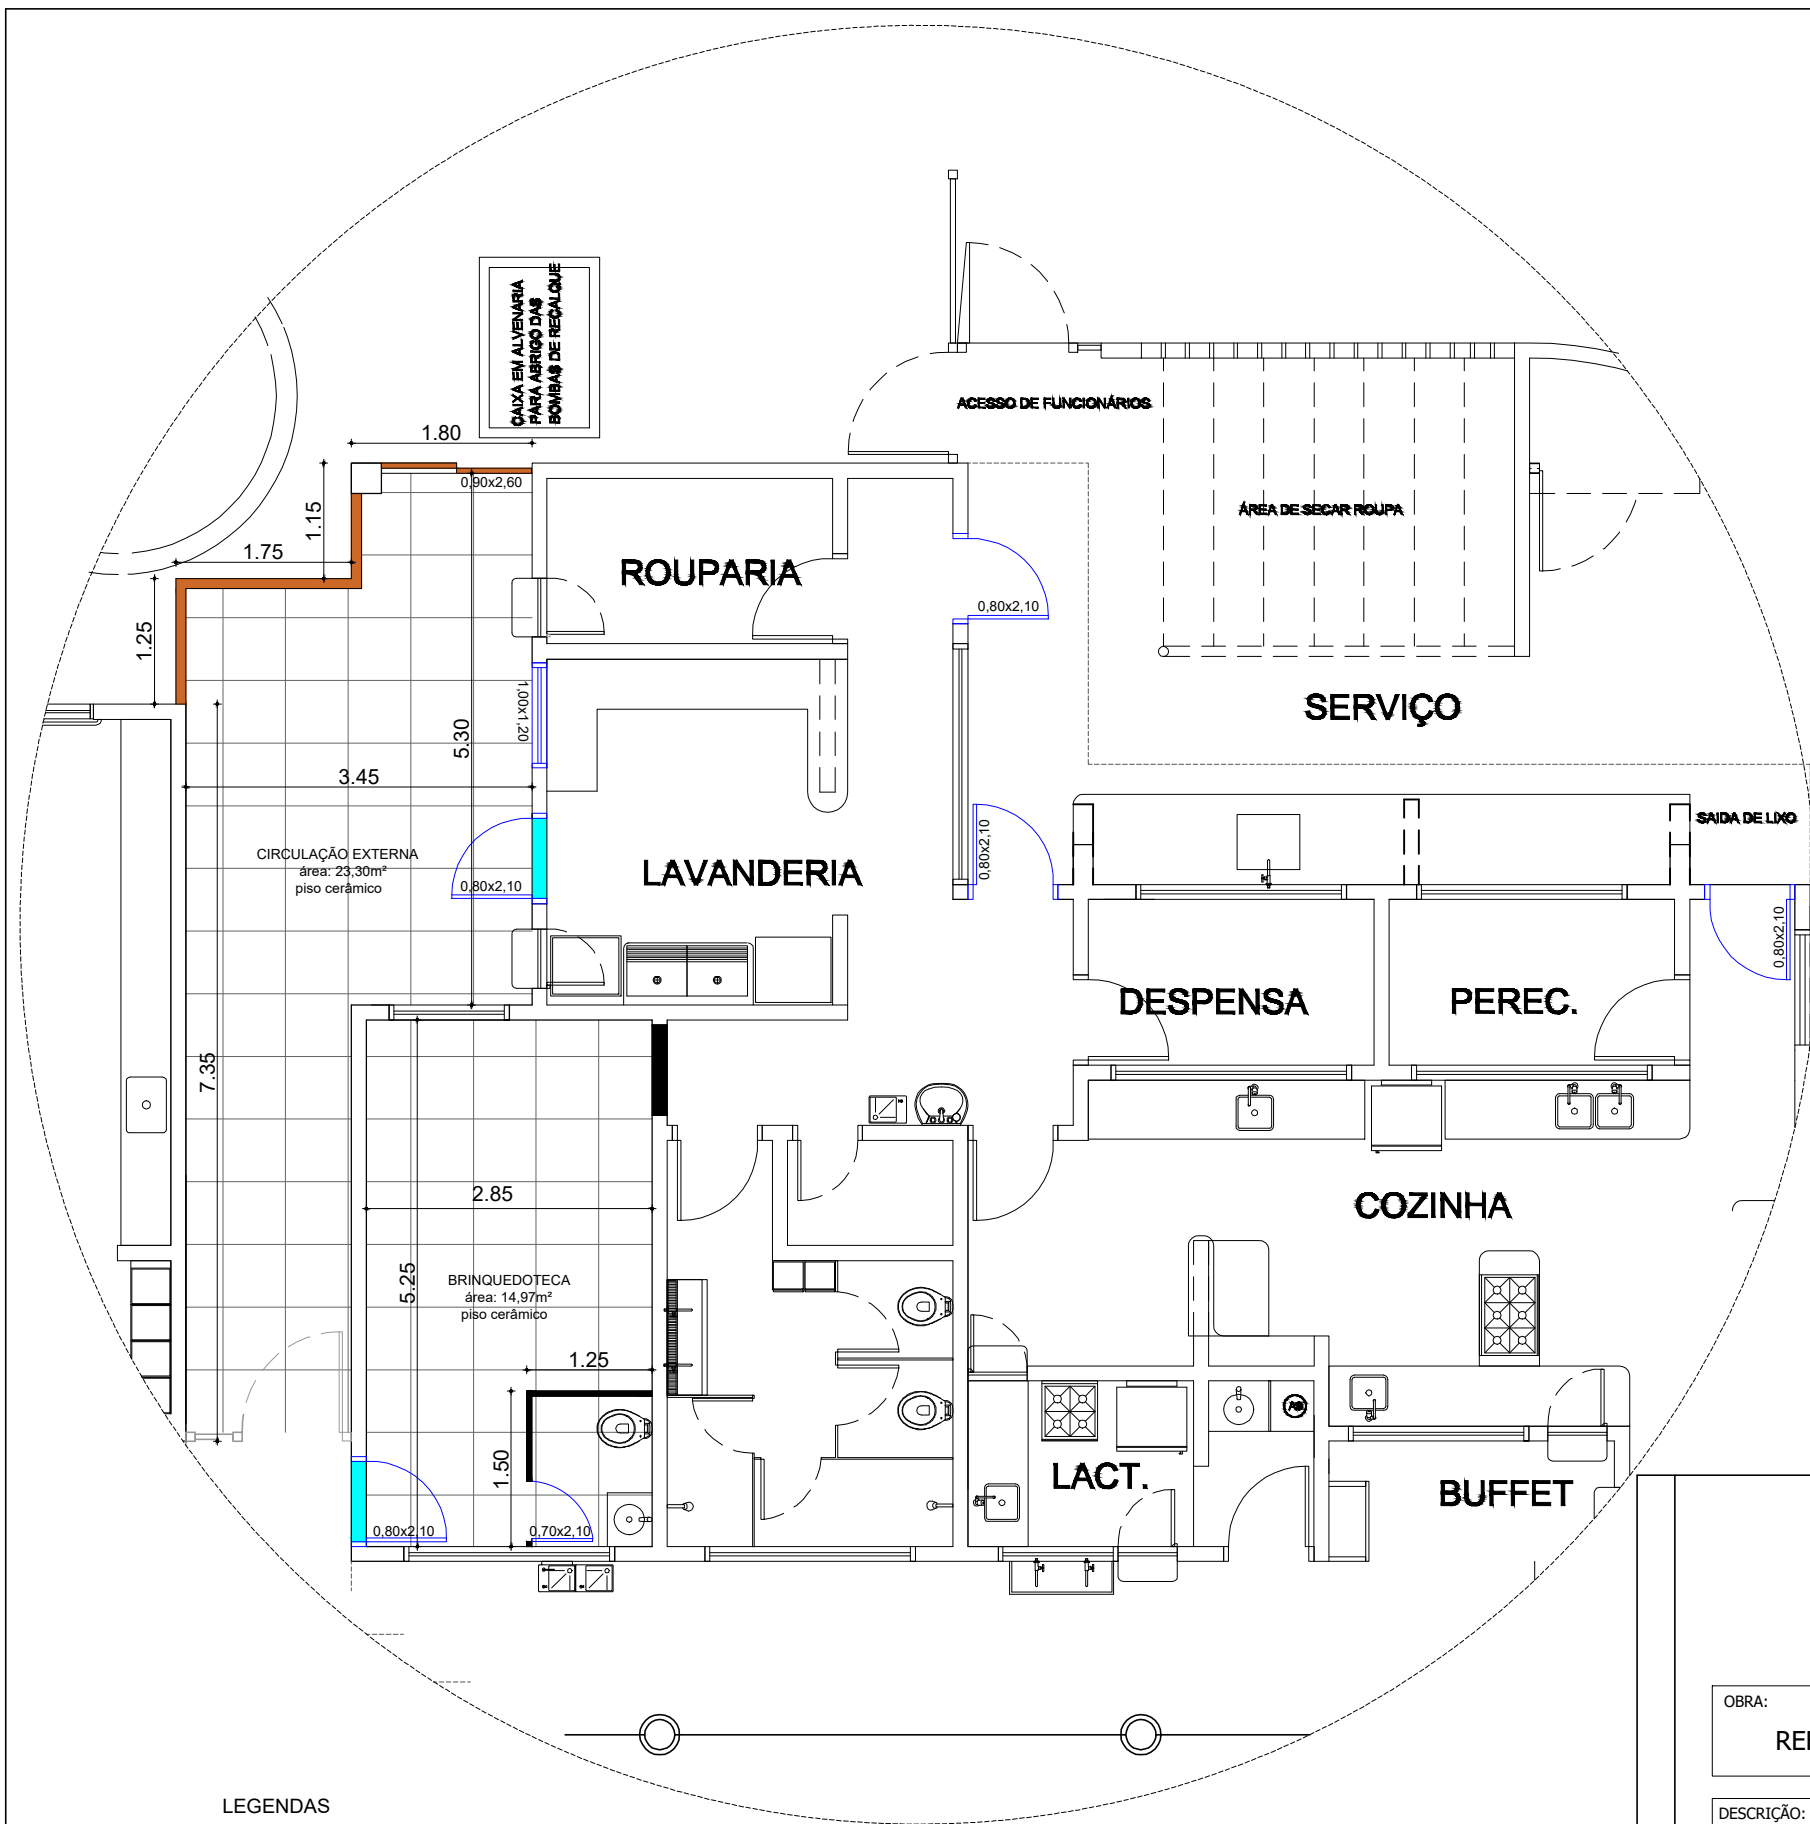 CAIXA EM ALVENARIA
PARA ABRIGO DAS
BOMBAS DE RECALQUE
ACESSO DE FUNCIONÁRIOS
1.80
0,90x2,60
1.15
ÁREA DE SECAR ROUPA
1.75
ROUPARIA
0,80x2,10
1.25
1,00x1,20
SERVIÇO
5.30
3.45
SAIDA DE LIXO
0,80x2,10
CIRCULAÇÃO EXTERNA
área: 23,30m²
piso cerâmico
LAVANDERIA
0,80x2,10
0,80x2,10
DESPENSA
PEREC.
7.35
2.85
COZINHA
5.25
BRINQUEDOTECA
área: 14,97m²
piso cerâmico
1.25
1.50
LACT.
BUFFET
0,80x2,10
0,70x2,10
OBRA:
LEGENDAS
DESCRIÇÃO: